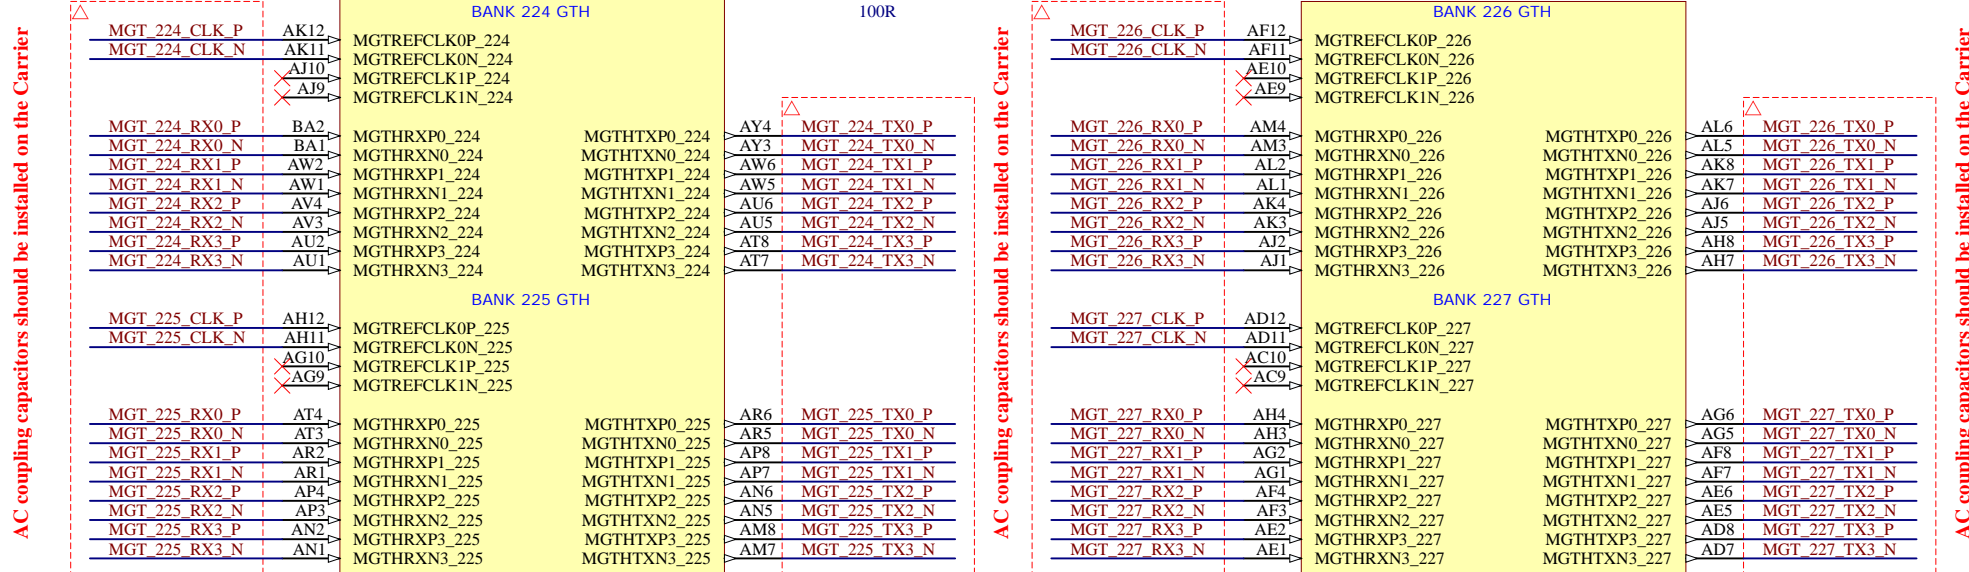 AC coupling capacitors should be installed on the Carrier
BANK 224 GTH
100R
MGT_224_CLK_P AK12 MGTREFCLK0P_224
MGT_224_CLK_N AK11 MGTREFCLK0N_224
AJ10 MGTREFCLK1P_224
AJ9 MGTREFCLK1N_224
MGT_224_RX0_P BA2 MGTHRXP0_224 MGTHTXP0_224 AY4 MGT_224_TX0_P
MGT_224_RX0_N BA1 MGTHRXN0_224 MGTHTXN0_224 AY3 MGT_224_TX0_N
MGT_224_RX1_P AW2 MGTHRXP1_224 MGTHTXP1_224 AW6 MGT_224_TX1_P
MGT_224_RX1_N AW1 MGTHRXN1_224 MGTHTXN1_224 AW5 MGT_224_TX1_N
MGT_224_RX2_P AV4 MGTHRXP2_224 MGTHTXP2_224 AU6 MGT_224_TX2_P
MGT_224_RX2_N AV3 MGTHRXN2_224 MGTHTXN2_224 AU5 MGT_224_TX2_N
MGT_224_RX3_P AU2 MGTHRXP3_224 MGTHTXP3_224 AT8 MGT_224_TX3_P
MGT_224_RX3_N AU1 MGTHRXN3_224 MGTHTXN3_224 AT7 MGT_224_TX3_N
BANK 225 GTH
MGT_225_CLK_P AH12 MGTREFCLK0P_225
MGT_225_CLK_N AH11 MGTREFCLK0N_225
AG10 MGTREFCLK1P_225
AG9 MGTREFCLK1N_225
MGT_225_RX0_P AT4 MGTHRXP0_225 MGTHTXP0_225 AR6 MGT_225_TX0_P
MGT_225_RX0_N AT3 MGTHRXN0_225 MGTHTXN0_225 AR5 MGT_225_TX0_N
MGT_225_RX1_P AR2 MGTHRXP1_225 MGTHTXP1_225 AP8 MGT_225_TX1_P
MGT_225_RX1_N AR1 MGTHRXN1_225 MGTHTXN1_225 AP7 MGT_225_TX1_N
MGT_225_RX2_P AP4 MGTHRXP2_225 MGTHTXP2_225 AN6 MGT_225_TX2_P
MGT_225_RX2_N AP3 MGTHRXN2_225 MGTHTXN2_225 AN5 MGT_225_TX2_N
MGT_225_RX3_P AN2 MGTHRXP3_225 MGTHTXP3_225 AM8 MGT_225_TX3_P
MGT_225_RX3_N AN1 MGTHRXN3_225 MGTHTXN3_225 AM7 MGT_225_TX3_N
AC coupling capacitors should be installed on the Carrier
BANK 226 GTH
MGT_226_CLK_P AF12 MGTREFCLK0P_226
MGT_226_CLK_N AF11 MGTREFCLK0N_226
AE10 MGTREFCLK1P_226
AE9 MGTREFCLK1N_226
MGT_226_RX0_P AM4 MGTHRXP0_226 MGTHTXP0_226 AL6 MGT_226_TX0_P
MGT_226_RX0_N AM3 MGTHRXN0_226 MGTHTXN0_226 AL5 MGT_226_TX0_N
MGT_226_RX1_P AL2 MGTHRXP1_226 MGTHTXP1_226 AK8 MGT_226_TX1_P
MGT_226_RX1_N AL1 MGTHRXN1_226 MGTHTXN1_226 AK7 MGT_226_TX1_N
MGT_226_RX2_P AK4 MGTHRXP2_226 MGTHTXP2_226 AJ6 MGT_226_TX2_P
MGT_226_RX2_N AK3 MGTHRXN2_226 MGTHTXN2_226 AJ5 MGT_226_TX2_N
MGT_226_RX3_P AJ2 MGTHRXP3_226 MGTHTXP3_226 AH8 MGT_226_TX3_P
MGT_226_RX3_N AJ1 MGTHRXN3_226 MGTHTXN3_226 AH7 MGT_226_TX3_N
BANK 227 GTH
MGT_227_CLK_P AD12 MGTREFCLK0P_227
MGT_227_CLK_N AD11 MGTREFCLK0N_227
AC10 MGTREFCLK1P_227
AC9 MGTREFCLK1N_227
MGT_227_RX0_P AH4 MGTHRXP0_227 MGTHTXP0_227 AG6 MGT_227_TX0_P
MGT_227_RX0_N AH3 MGTHRXN0_227 MGTHTXN0_227 AG5 MGT_227_TX0_N
MGT_227_RX1_P AG2 MGTHRXP1_227 MGTHTXP1_227 AF8 MGT_227_TX1_P
MGT_227_RX1_N AG1 MGTHRXN1_227 MGTHTXN1_227 AF7 MGT_227_TX1_N
MGT_227_RX2_P AF4 MGTHRXP2_227 MGTHTXP2_227 AE6 MGT_227_TX2_P
MGT_227_RX2_N AF3 MGTHRXN2_227 MGTHTXN2_227 AE5 MGT_227_TX2_N
MGT_227_RX3_P AE2 MGTHRXP3_227 MGTHTXP3_227 AD8 MGT_227_TX3_P
MGT_227_RX3_N AE1 MGTHRXN3_227 MGTHTXN3_227 AD7 MGT_227_TX3_N
AC coupling capacitors should be installed on the Carrier